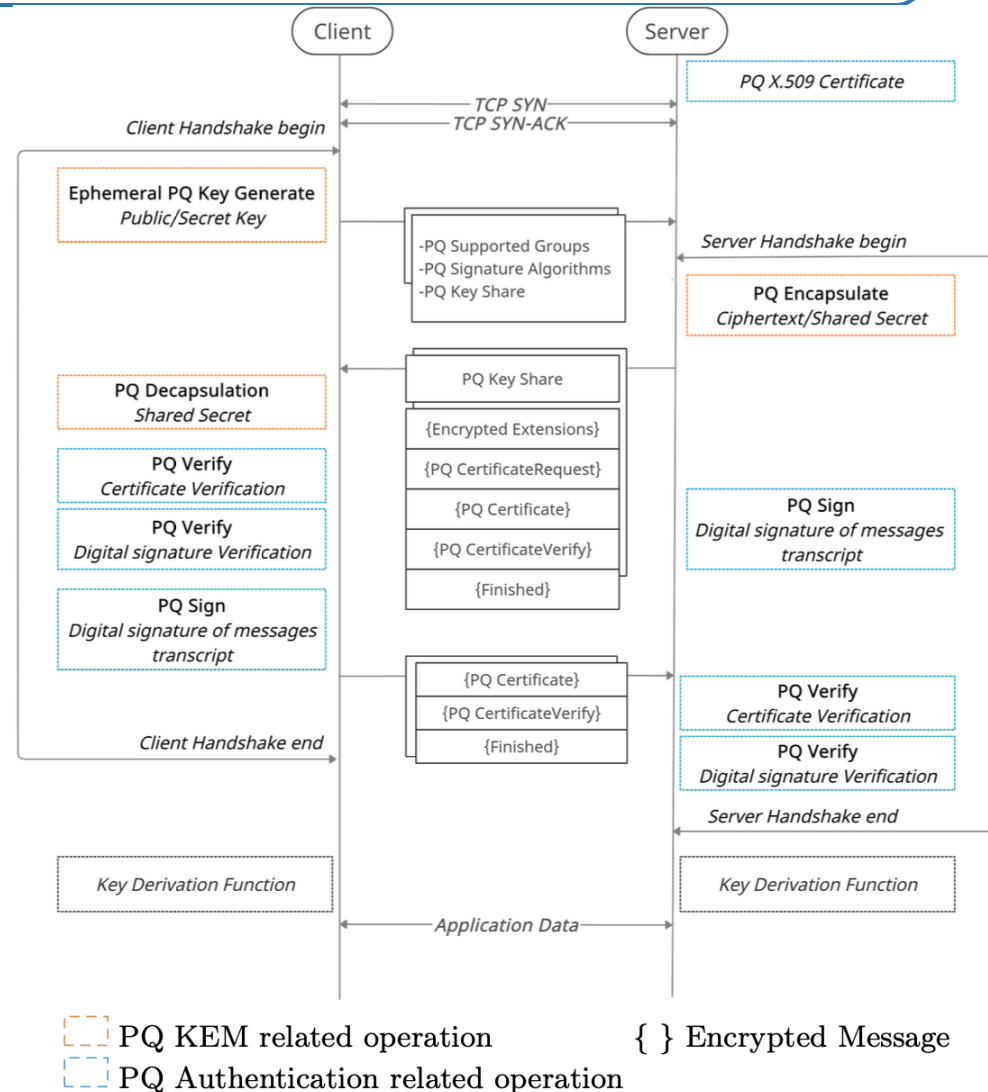 Client
Server
PQ X.509 Certificate
TCP SYN
TCP SYN-ACK
Client Handshake begin
Ephemeral PQ Key Generate
Public/Secret Key
-PQ Supported Groups
-PQ Signature Algorithms
-PQ Key Share
Server Handshake begin
PQ Encapsulate
Ciphertext/Shared Secret
PQ Key Share
PQ Decapsulation
Shared Secret
{Encrypted Extensions}
{PQ CertificateRequest}
{PQ Certificate}
{PQ CertificateVerify}
{Finished}
PQ Verify
Certificate Verification
PQ Verify
Digital signature Verification
PQ Sign
Digital signature of messages
transcript
PQ Sign
Digital signature of messages
transcript
{PQ Certificate}
{PQ CertificateVerify}
{Finished}
PQ Verify
Certificate Verification
PQ Verify
Digital signature Verification
Client Handshake end
Server Handshake end
Key Derivation Function
Key Derivation Function
Application Data
PQ KEM related operation
{ } Encrypted Message
PQ Authentication related operation